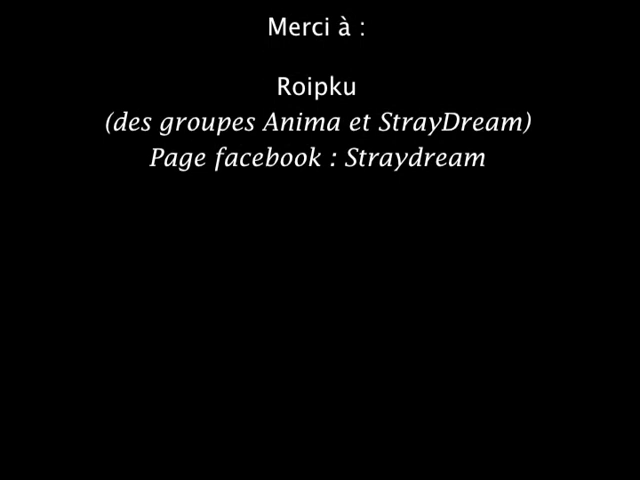 Merci à :
Roipku
(des groupes Anima et StrayDream)
Page facebook : Straydream